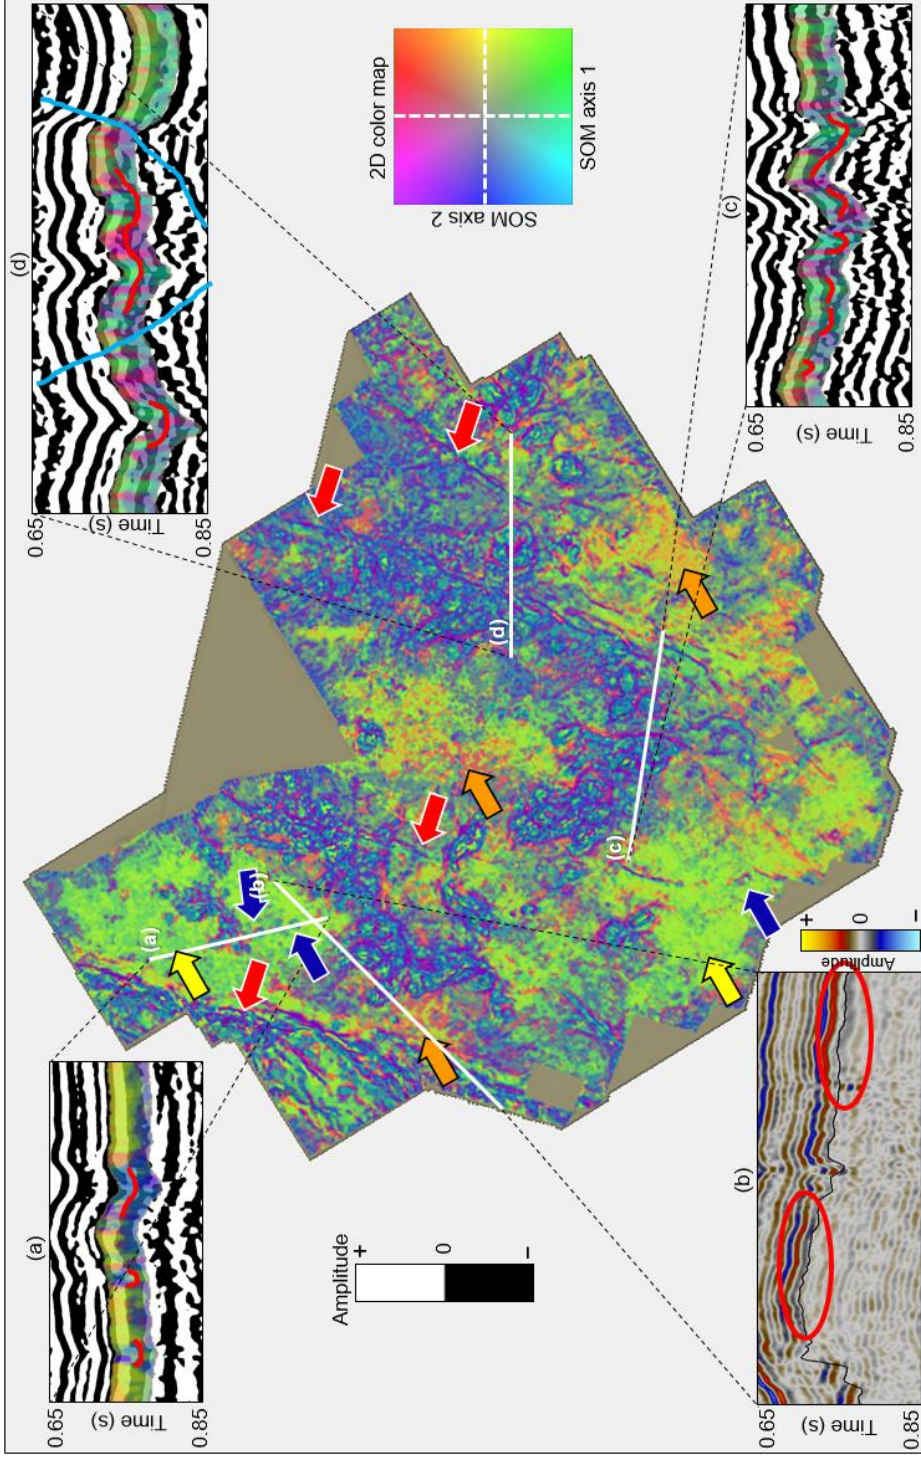 (a)
0.65
Time (s)
0.85
Amplitude
+
0
–
(b)
0.65
Time (s)
0.85
Amplitude
+
0
–
(a)
(b)
(c)
(d)
(d)
0.65
Time (s)
0.85
2D color map
SOM axis 2
SOM axis 1
(c)
0.65
Time (s)
0.85